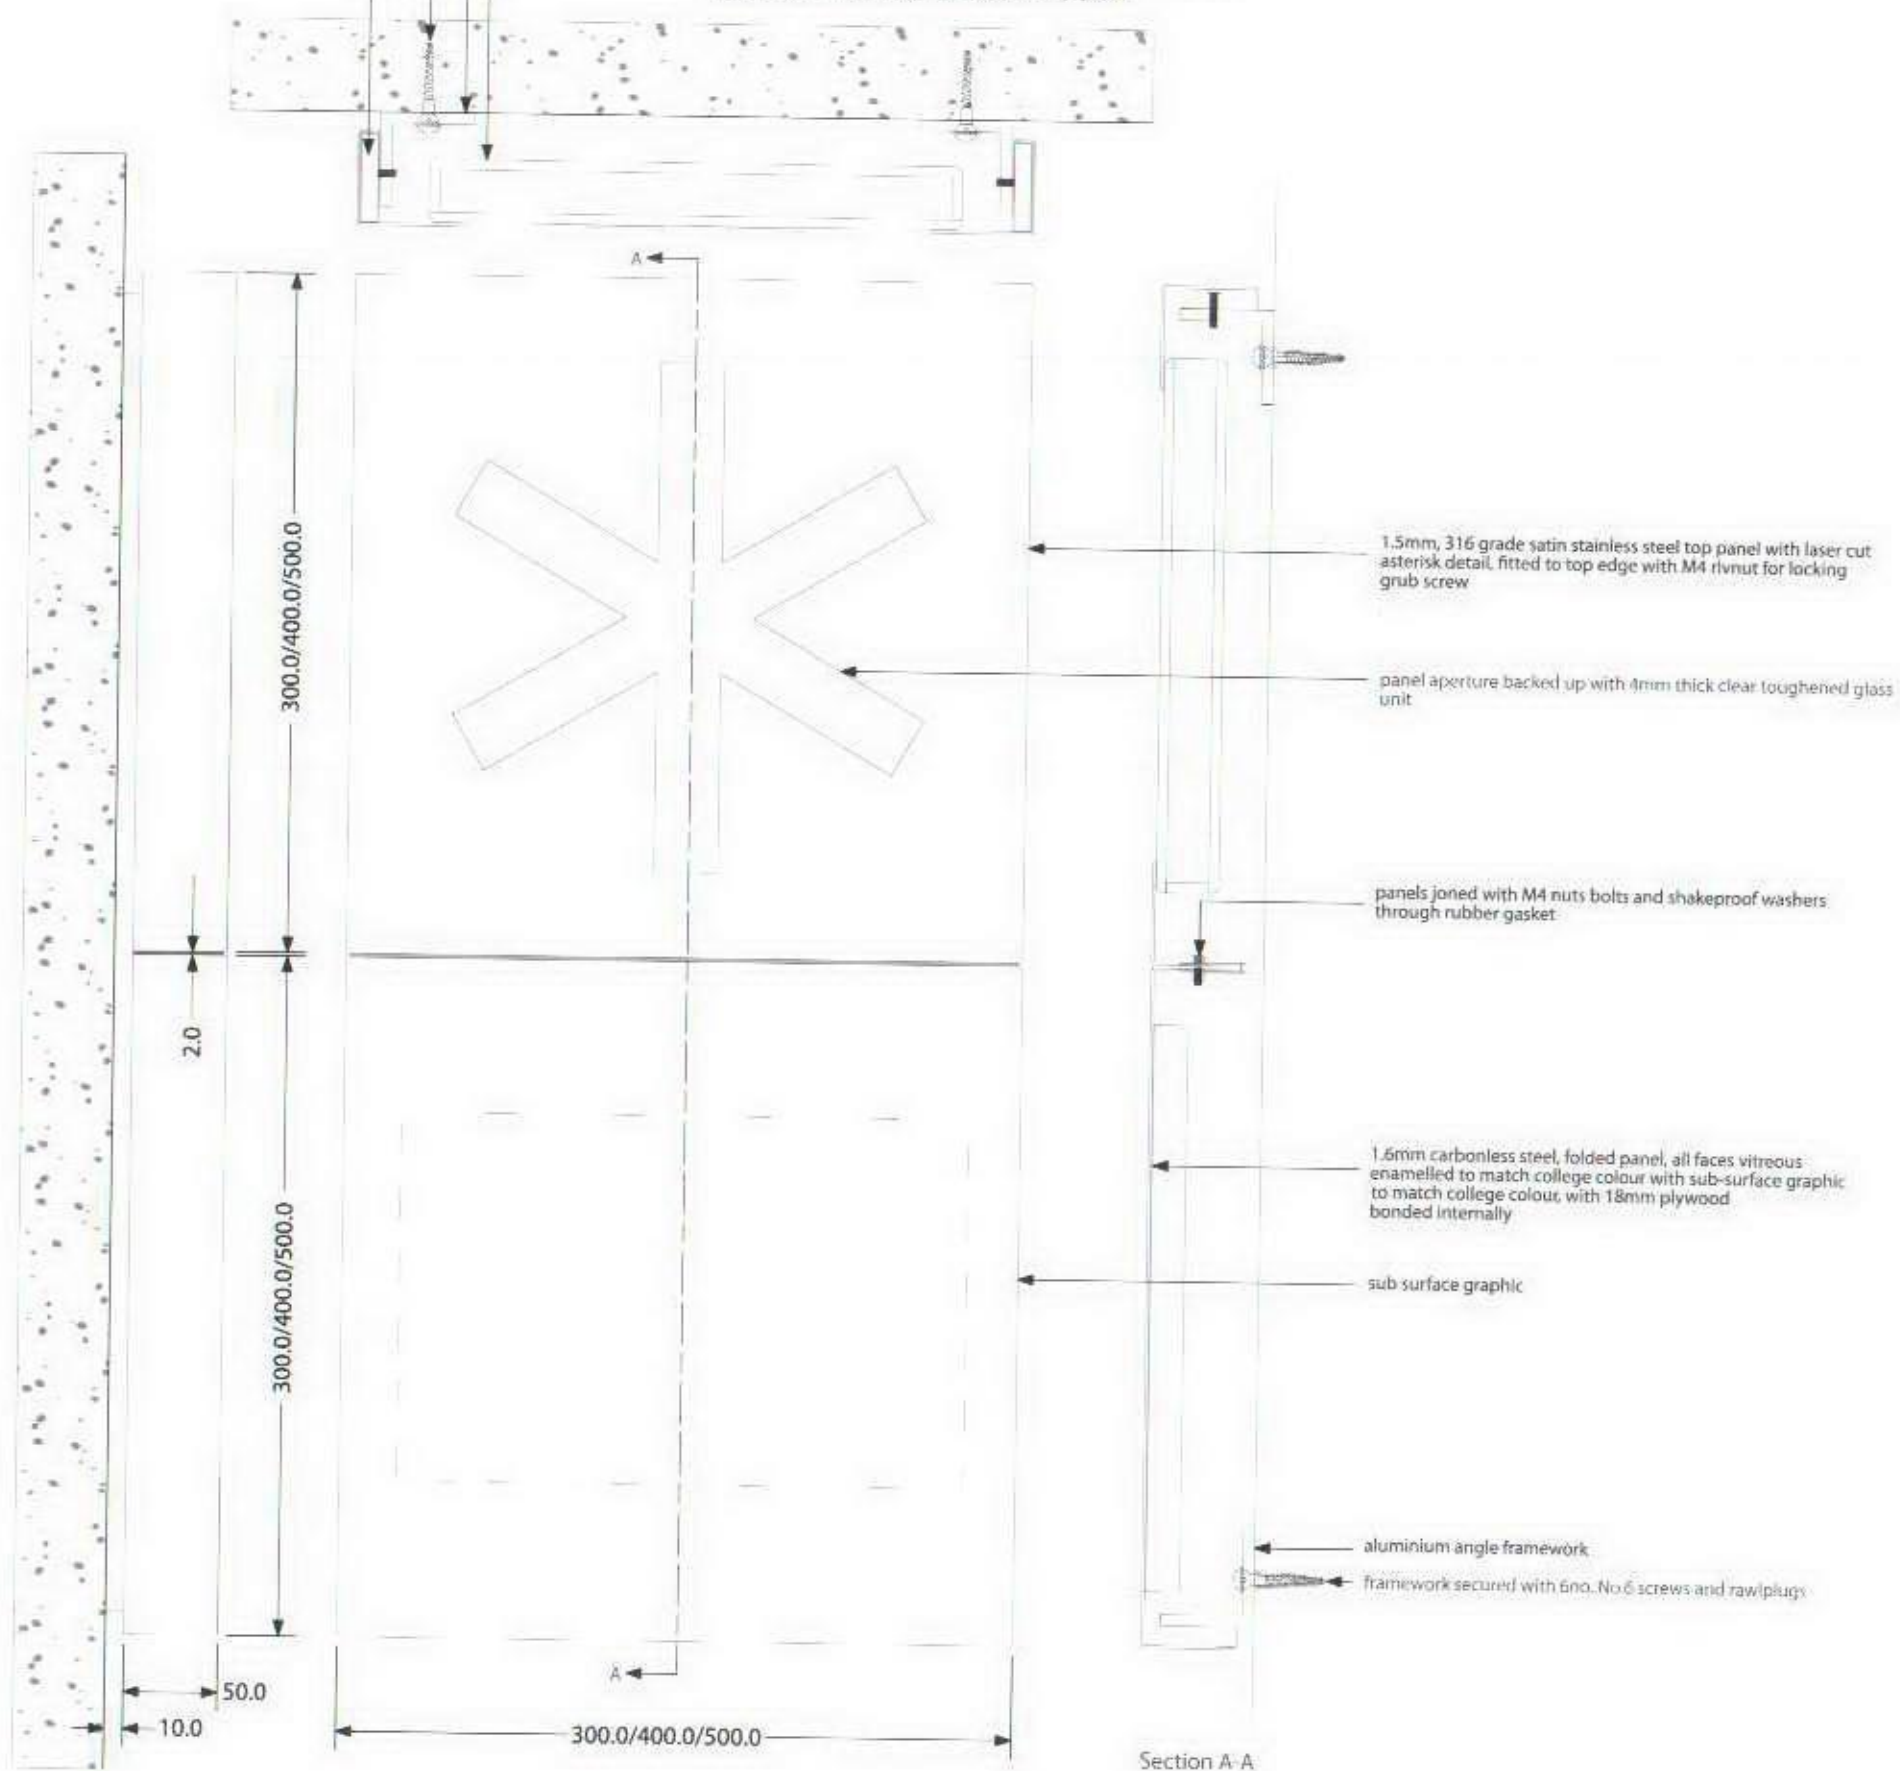 A
300.0/400.0/500.0
1.5mm, 316 grade satin stainless steel top panel with laser cut
asterisk detail, fitted to top edge with M4 rivnut for locking
grub screw
panel aperture backed up with 4mm thick clear toughened glass
unit
panels joned with M4 nuts bolts and shakeproof washers
through rubber gasket
2.0
1.6mm carbonless steel, folded panel, all faces vitreous
enamelled to match college colour with sub-surface graphic
to match college colour, with 18mm plywood
bonded internally
300.0/400.0/500.0
sub surface graphic
aluminium angle framework
framework secured with 6no. No.6 screws and rawlplugs
A
50.0
10.0
300.0/400.0/500.0
Section A-A